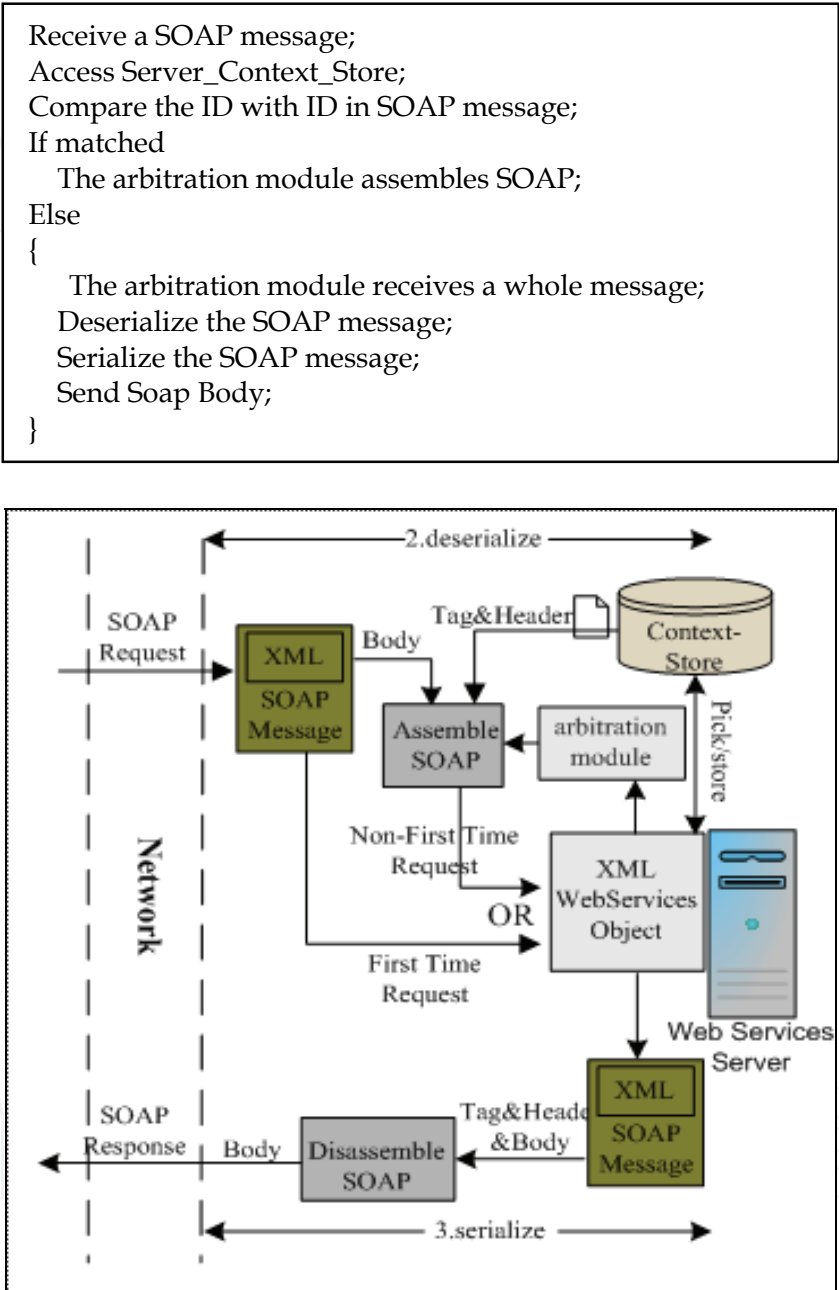 Receive a SOAP message;
Access Server_Context_Store;
Compare the ID with ID in SOAP message;
If matched
The arbitration module assembles SOAP;
Else
{
The arbitration module receives a whole message;
Deserialize the SOAP message;
Serialize the SOAP message;
Send Soap Body;
}
2.deserialize
SOAP
Request
XML
SOAP
Message
Body
Tag&Header
Context-
Store
Assemble
SOAP
arbitration
module
Pick/store
Network
Non-First Time
Request
OR
First Time
Request
XML
WebServices
Object
Web Services
Server
XML
SOAP
Message
Tag&Heade
&Body
Disassemble
SOAP
Body
SOAP
Response
3.serialize